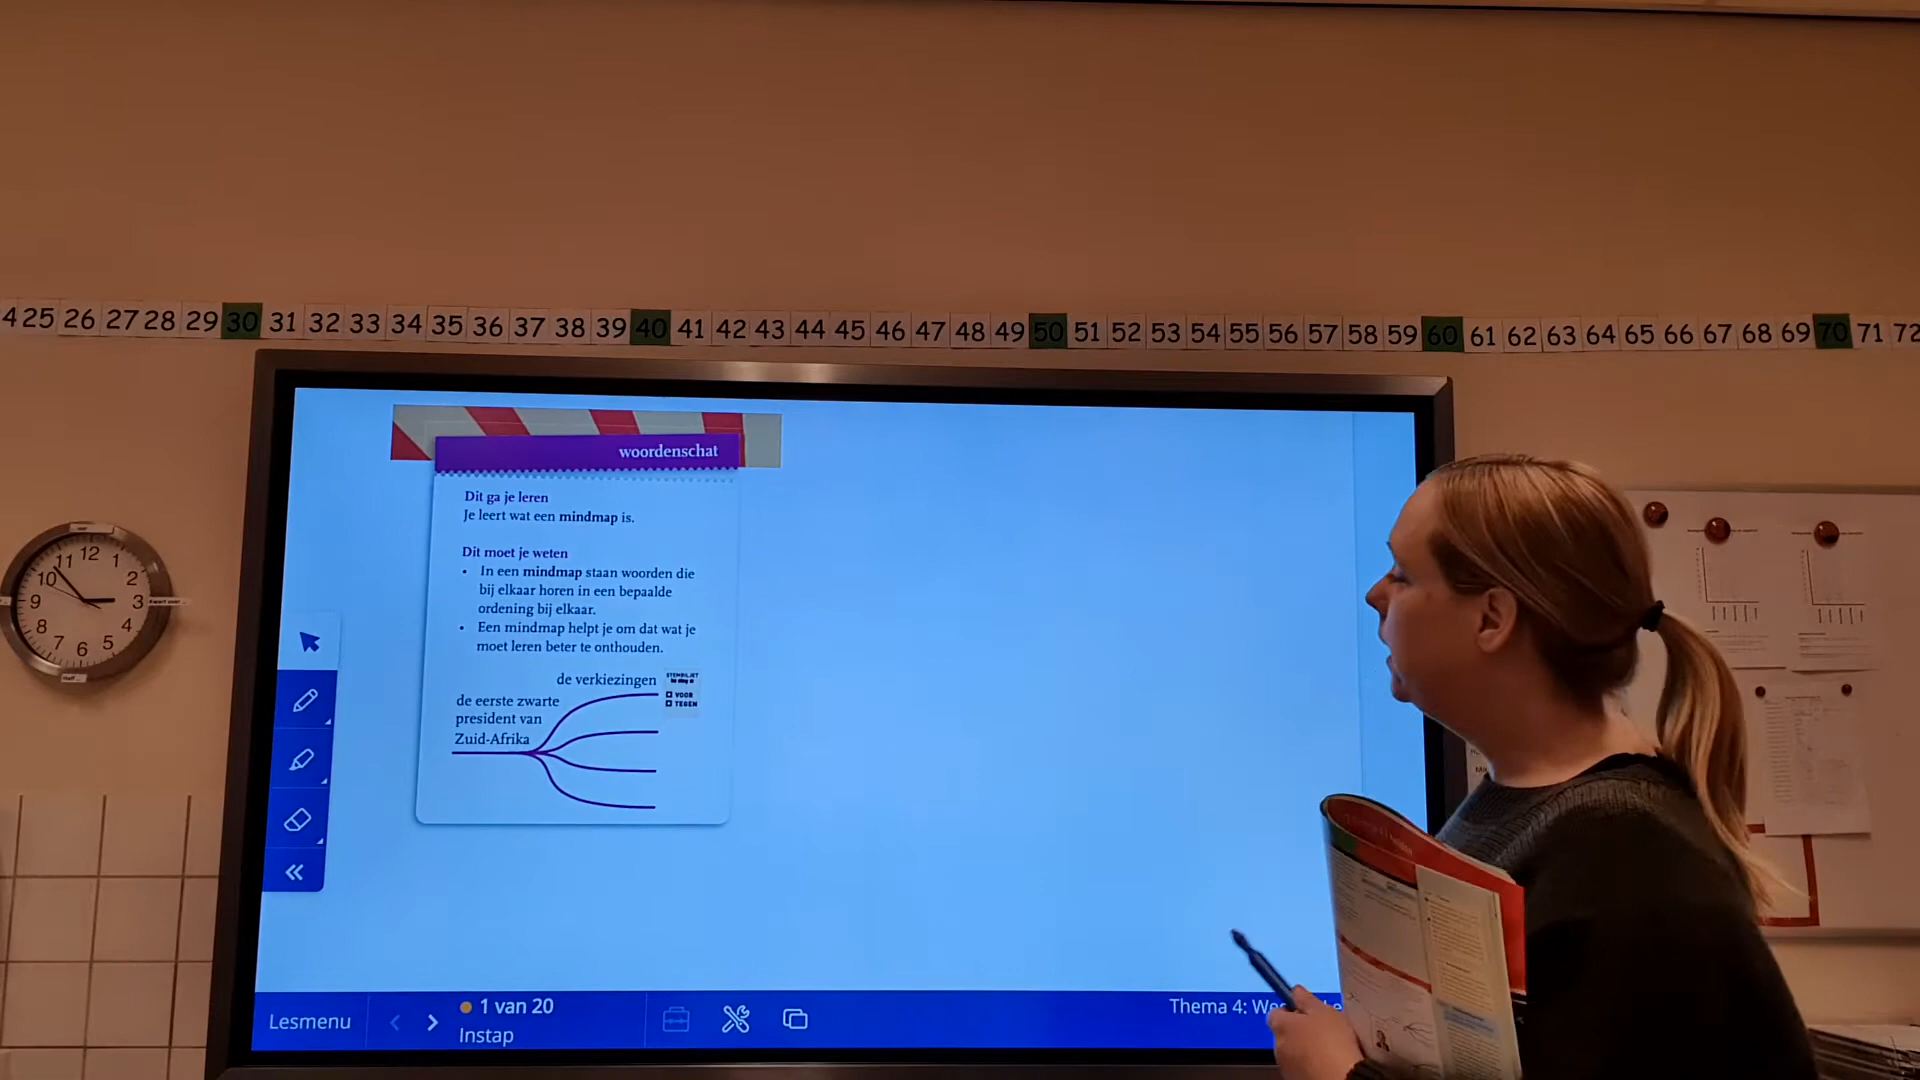 4 25 26 27 28 29 30 31 32 33 34 35 36 37 38 39 40 41 42 43 44 45 46 47 48 49 50 51 52 53 54 55 56 57 58 59 60 61 62 63 64 65 66 67 68 69 70 71 72
woordenschat
Dit ga je leren
Je leert wat een mindmap is.
Dit moet je weten
• In een mindmap staan woorden die
bij elkaar horen in een bepaalde
ordening bij elkaar.
• Een mindmap helpt je om dat wat je
moet leren beter te onthouden.
de verkiezingen
STEMBILJET
VOOR
TEGEN
de eerste zwarte
president van
Zuid-Afrika
12 1 2 3 4 5 6 7 8 9 10 11
Lesmenu
1 van 20
Instap
Thema 4: